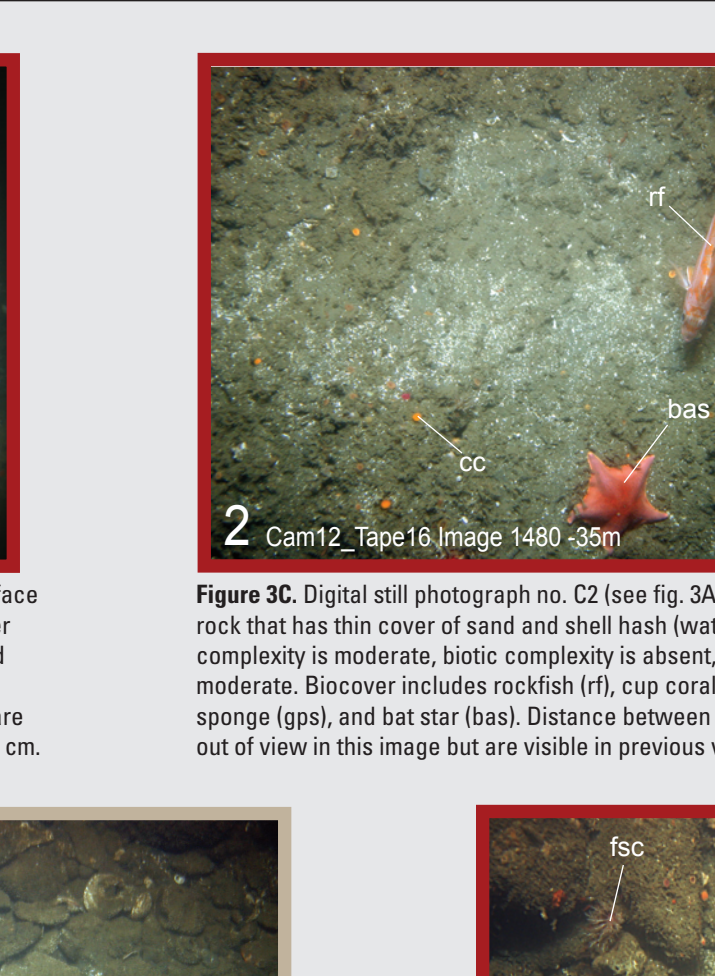 rf
bas
cc
2 Cam12_Tape16 Image 1480 -35m
face
er
d
are
cm.
Figure 3C. Digital still photograph no. C2 (see fig. 3A
rock that has thin cover of sand and shell hash (wat
complexity is moderate, biotic complexity is absent,
moderate. Biocover includes rockfish (rf), cup coral
sponge (gps), and bat star (bas). Distance between
out of view in this image but are visible in previous v
fsc